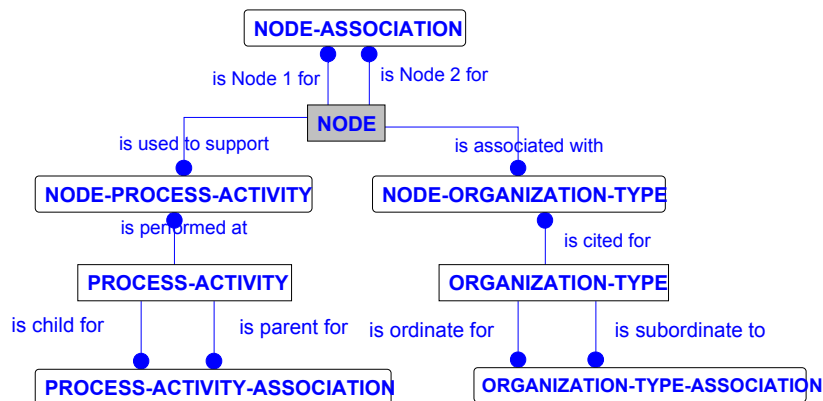 NODE-ASSOCIATION
is Node 1 for
is Node 2 for
NODE
is used to support
is associated with
NODE-PROCESS-ACTIVITY
NODE-ORGANIZATION-TYPE
is performed at
is cited for
PROCESS-ACTIVITY
ORGANIZATION-TYPE
is child for
is parent for
is ordinate for
is subordinate to
PROCESS-ACTIVITY-ASSOCIATION
ORGANIZATION-TYPE-ASSOCIATION